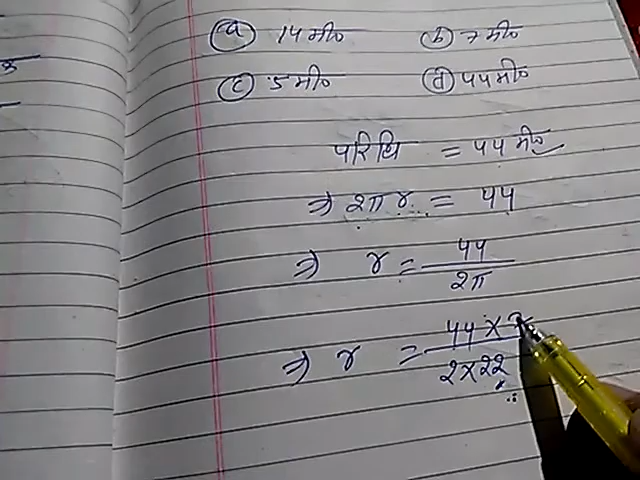 (a) 14 मी० (b) 7 मी०
(c) 5 मी० (d) 44 मी०
परिधि = 44 मी०
⇒ 2πr = 44
⇒ r = 44/2π
⇒ r = 44×7/2×22